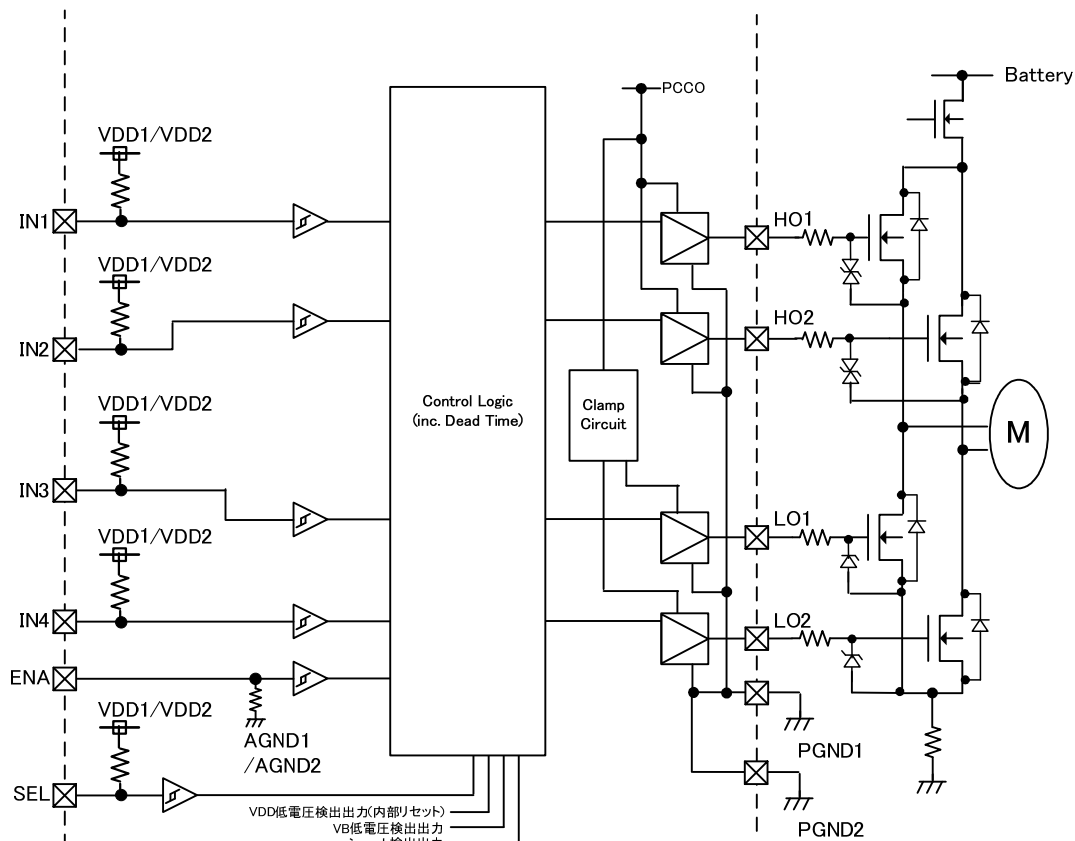 Battery
PCCO
VDD1/VDD2
IN1
HO1
VDD1/VDD2
IN2
HO2
VDD1/VDD2
Control Logic
(inc. Dead Time)
Clamp
Circuit
M
IN3
LO1
VDD1/VDD2
IN4
LO2
ENA
VDD1/VDD2
AGND1
/AGND2
PGND1
SEL
VDD低電圧検出出力(内部リセット)
VB低電圧検出出力
PGND2